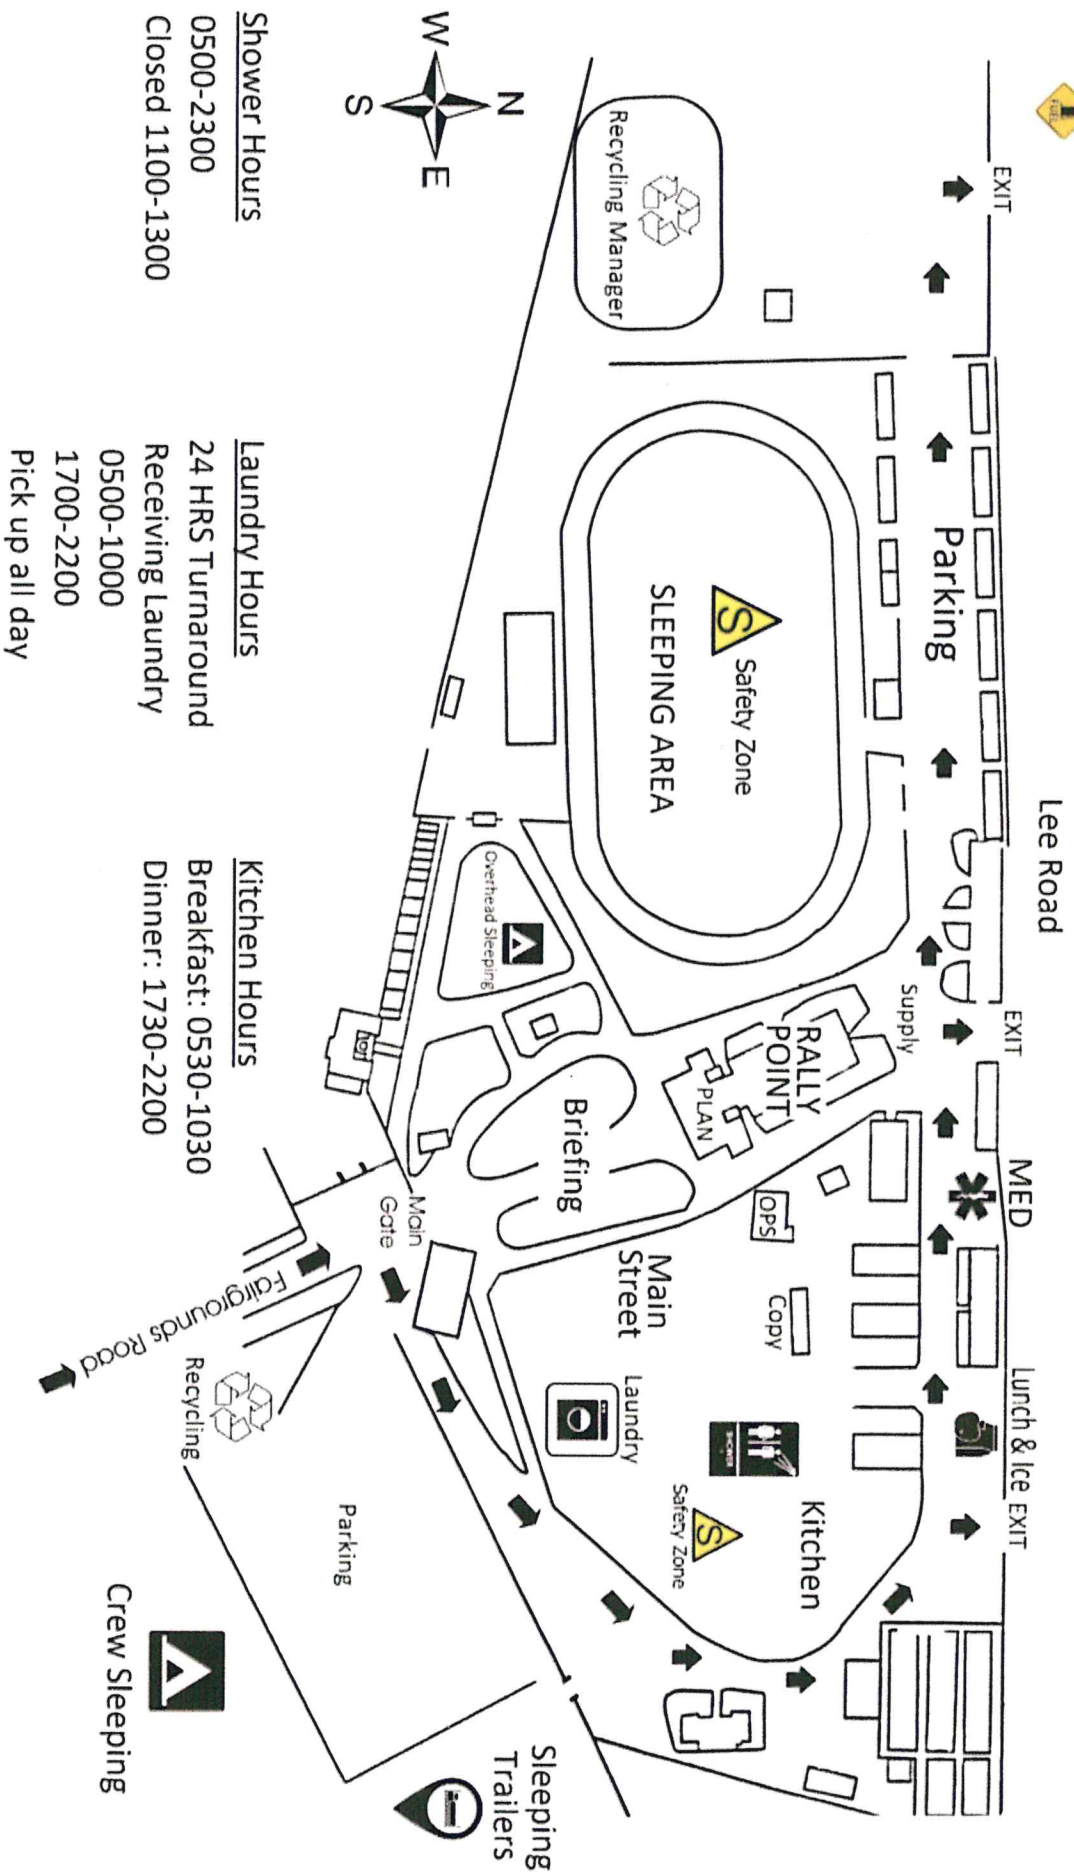 FUEL
Lee Road
EXIT
EXIT
MED
Lunch & Ice
EXIT
Parking
Supply
RALLY
POINT
PLAN
OPS
Copy
Safety Zone
S
SLEEPING AREA
Recycling Manager
N
W
E
S
Overhead Sleeping
Briefing
Main
Street
Laundry
SHOWER
Kitchen
S
Safety Zone
Main
Gate
Fairgrounds Road
Recycling
Parking
Sleeping
Trailers
Crew Sleeping
Shower Hours
0500-2300
Closed 1100-1300
Laundry Hours
24 HRS Turnaround
Receiving Laundry
0500-1000
1700-2200
Pick up all day
Kitchen Hours
Breakfast: 0530-1030
Dinner: 1730-2200